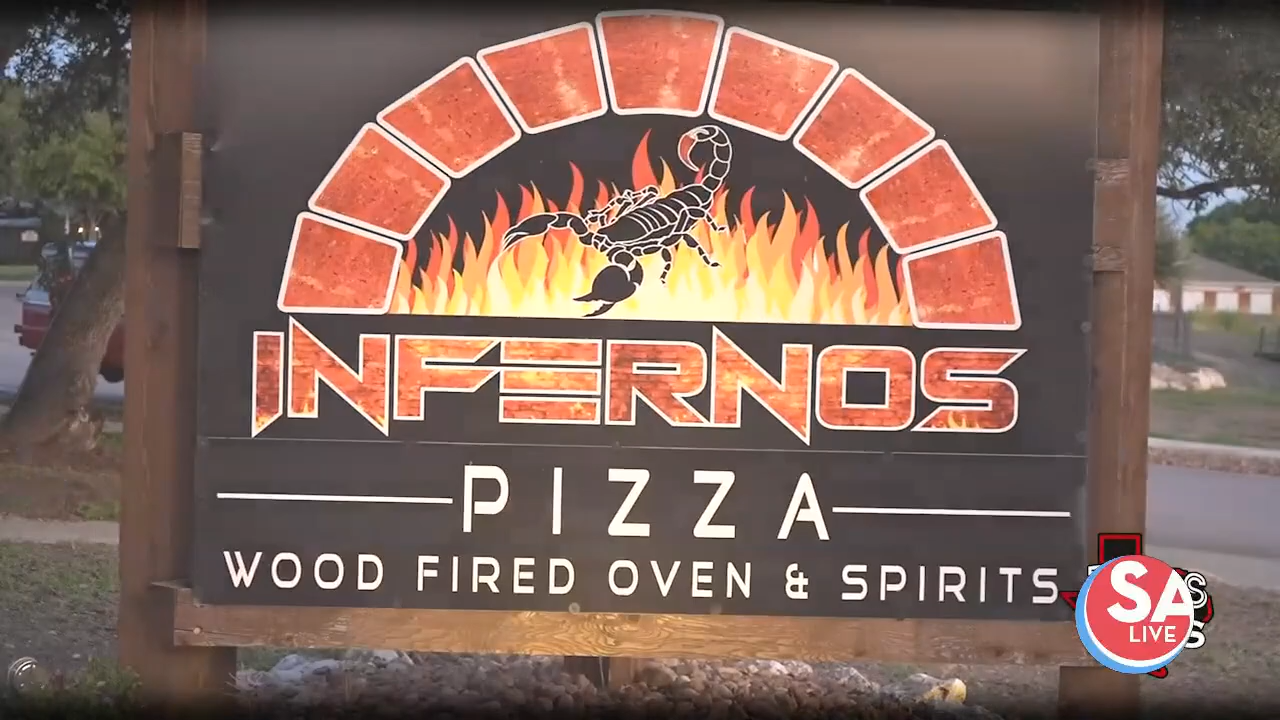 INFERNOS
PIZZA
WOOD FIRED OVEN & SPIRITS
SA
LIVE